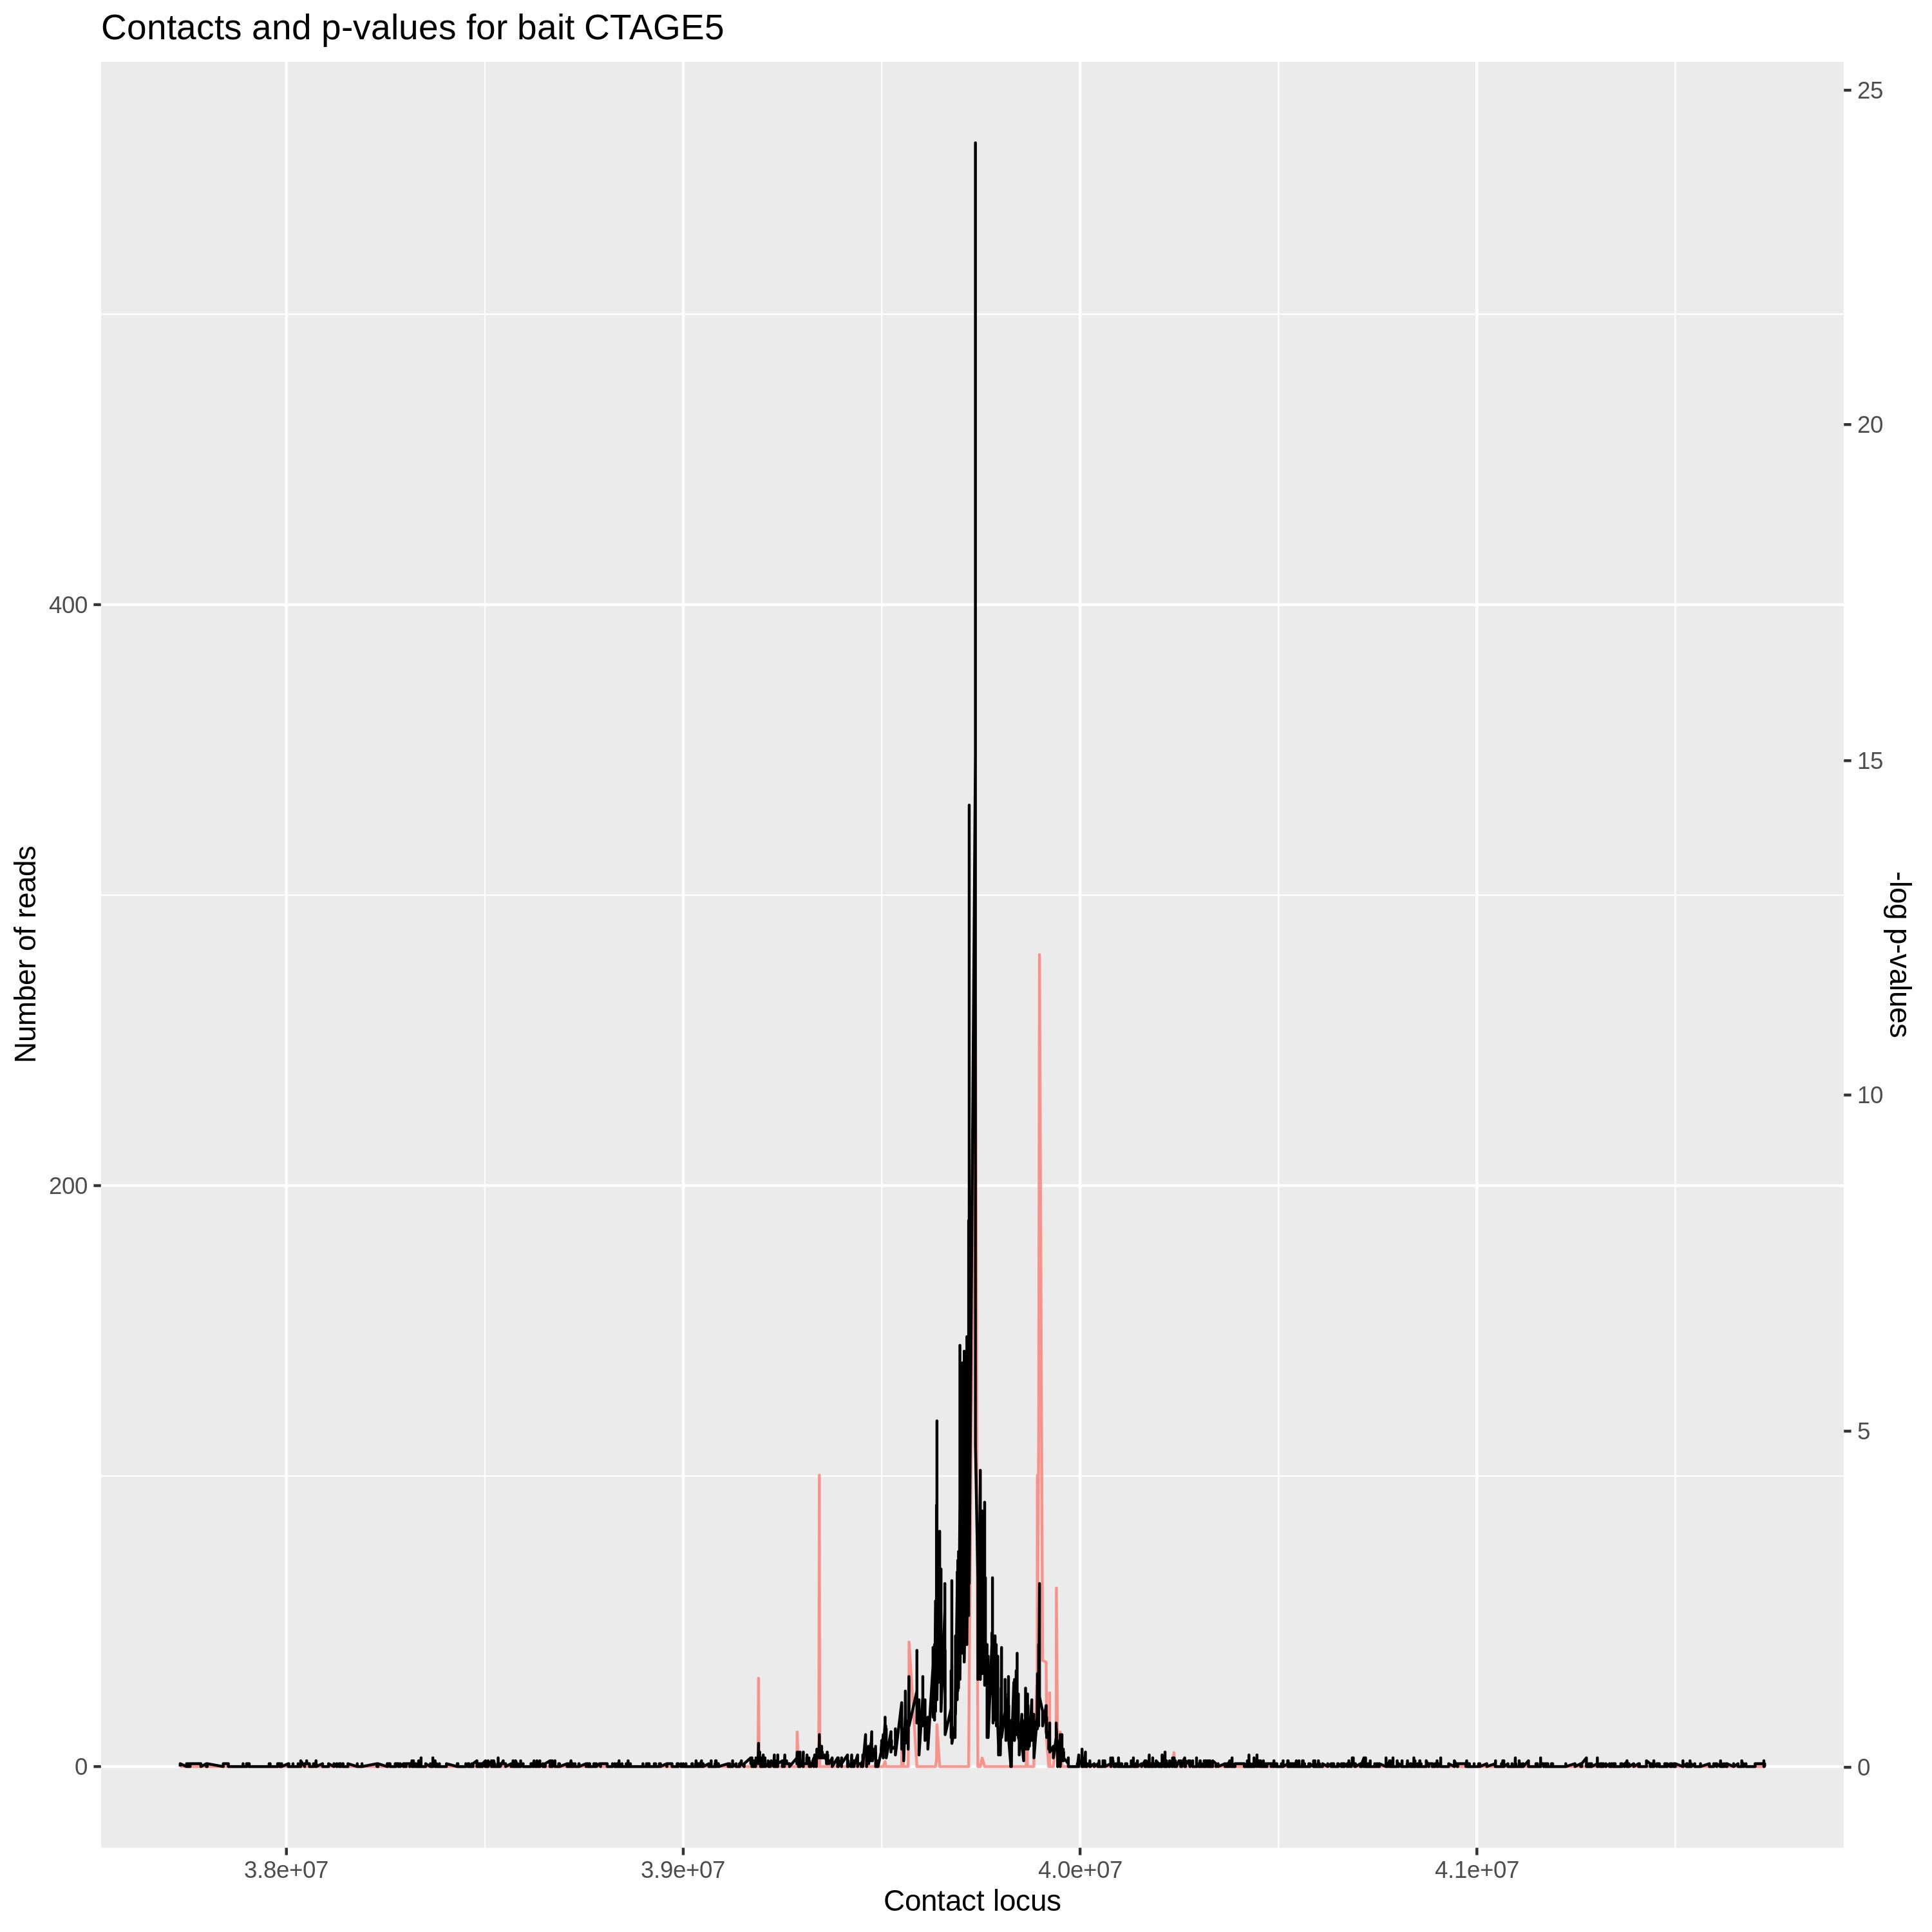 Contacts and p-values for bait CTAGE5
Number of reads
400
200
0
25
20
15
10
5
0
-log p-values
3.8e+07
3.9e+07
4.0e+07
4.1e+07
Contact locus